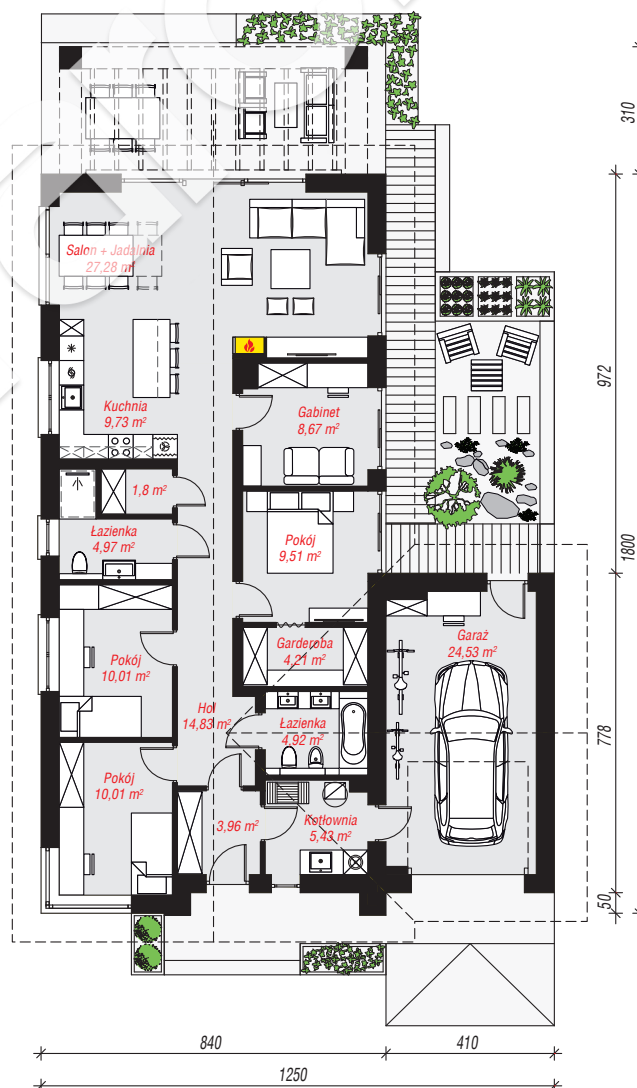 310
Salon + Jadalnia
27,28 m²
Kuchnia
9,73 m²
Gabinet
8,67 m²
972
1,8 m²
Łazienka
4,97 m²
Pokój
9,51 m²
1800
Garderoba
4,21 m²
Garaż
24,53 m²
Pokój
10,01 m²
Hol
14,83 m²
Łazienka
4,92 m²
778
Pokój
10,01 m²
3,96 m²
Kotłownia
5,43 m²
50
840
410
1250